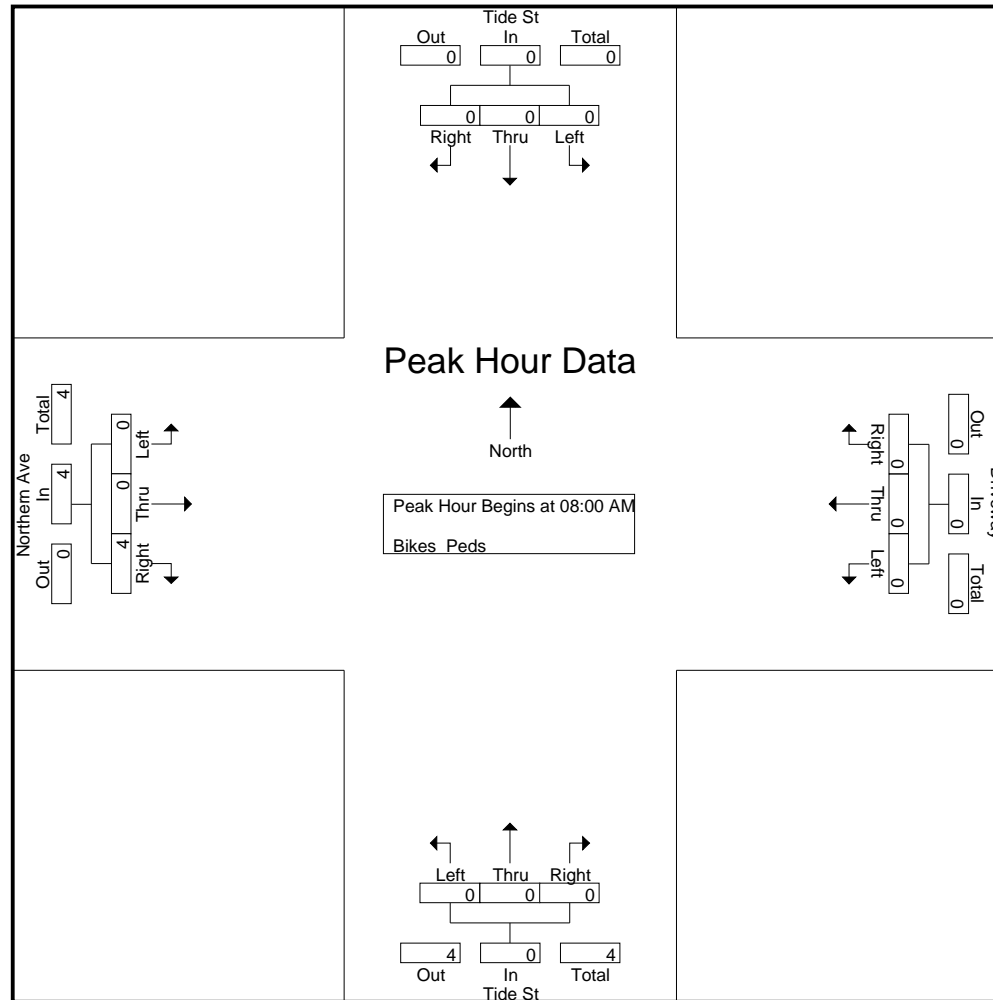 Tide St
Out In Total
0 0 0
0 0 0
Right Thru Left
Peak Hour Data
North
Peak Hour Begins at 08:00 AM
Bikes Peds
Northern Ave
Total In Out
4 4 0
0 0 4
Left Thru Right
Right Thru Left
0 0 0
Out In Total
0 0 0
Left Thru Right
0 0 0
4 0 4
Out In Total
Tide St